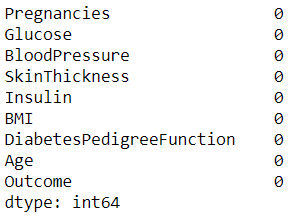 Pregnancies 0
Glucose 0
BloodPressure 0
SkinThickness 0
Insulin 0
BMI 0
DiabetesPedigreeFunction 0
Age 0
Outcome 0
dtype: int64